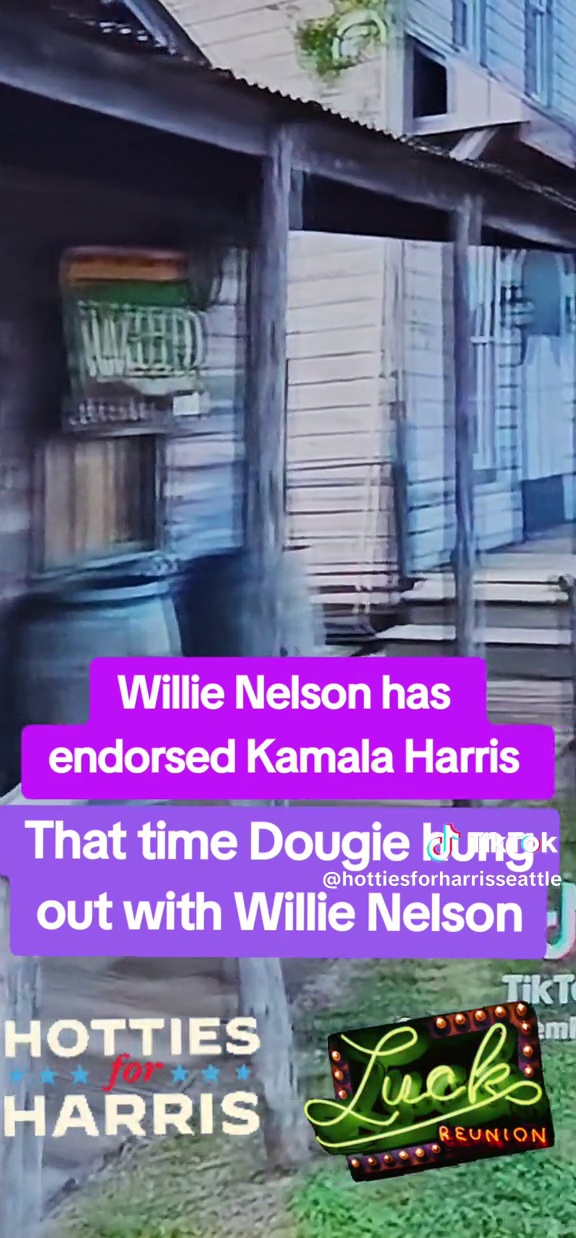 Willie Nelson has
endorsed Kamala Harris
That time Dougie hung
TikTok
@hottiesforharrisseattle
out with Willie Nelson
TikTo
HOTTIES
for
HARRIS
Luck
REUNION